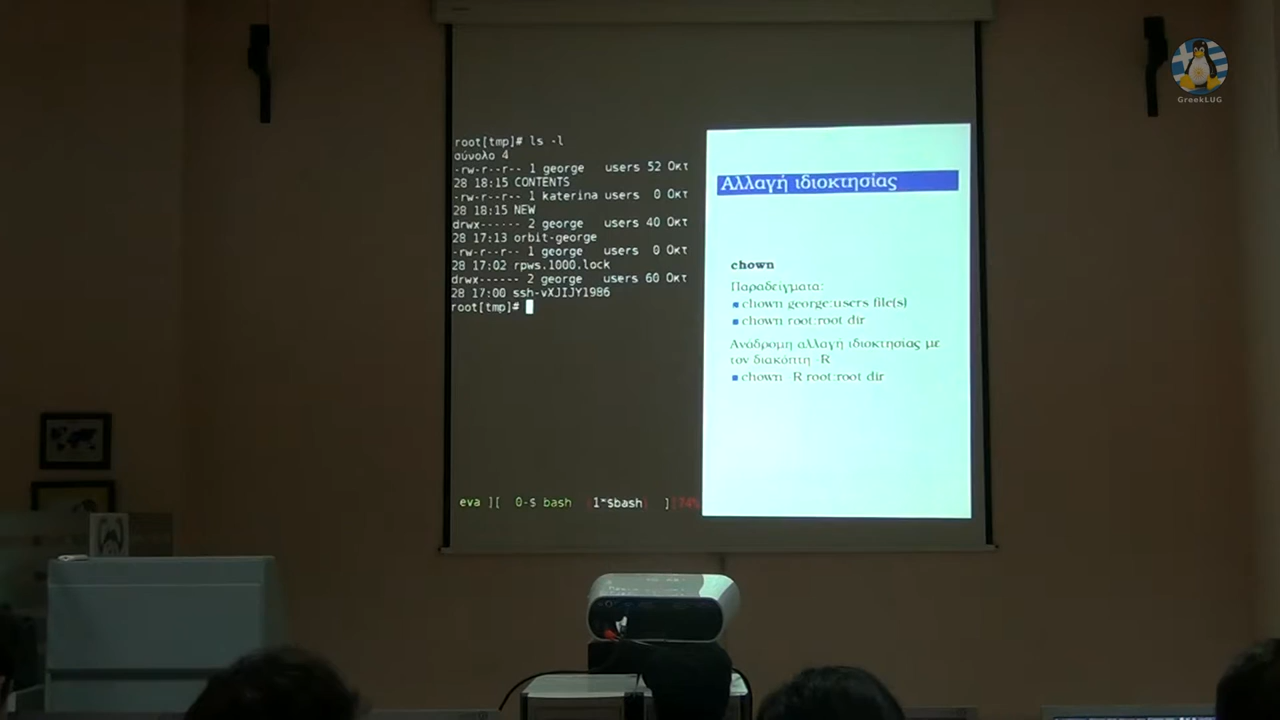 root[tmp]# ls -l
σύνολο 4
-rw-r--r-- 1 george   users 52 Οκτ
28 18:15 CONTENTS
-rw-r--r-- 1 katerina users  0 Οκτ
28 18:15 NEW
drwx------ 2 george   users 40 Οκτ
28 17:13 orbit-george
-rw-r--r-- 1 george   users  0 Οκτ
28 17:02 rpws.1000.lock
drwx------ 2 george   users 60 Οκτ
28 17:00 ssh-vXJIJY1986
root[tmp]#
eva ][  0-$ bash  (1*$bash)  ][74%
Αλλαγή ιδιοκτησίας
chown
Παραδείγματα:
chown george:users file(s)
chown root:root dir
Ανάδρομη αλλαγή ιδιοκτησίας με
τον διακόπτη -R
chown -R root:root dir
GreekLUG